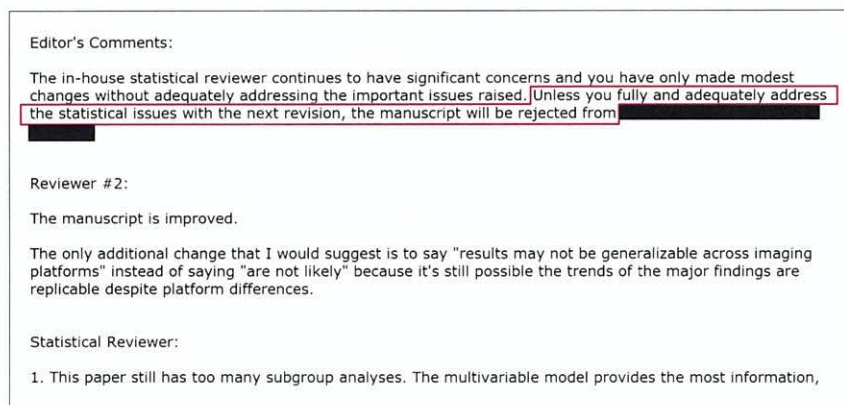 Editor's Comments:
The in-house statistical reviewer continues to have significant concerns and you have only made modest
changes without adequately addressing the important issues raised. Unless you fully and adequately address
the statistical issues with the next revision, the manuscript will be rejected from
Reviewer #2:
The manuscript is improved.
The only additional change that I would suggest is to say "results may not be generalizable across imaging
platforms" instead of saying "are not likely" because it's still possible the trends of the major findings are
replicable despite platform differences.
Statistical Reviewer:
1. This paper still has too many subgroup analyses. The multivariable model provides the most information,